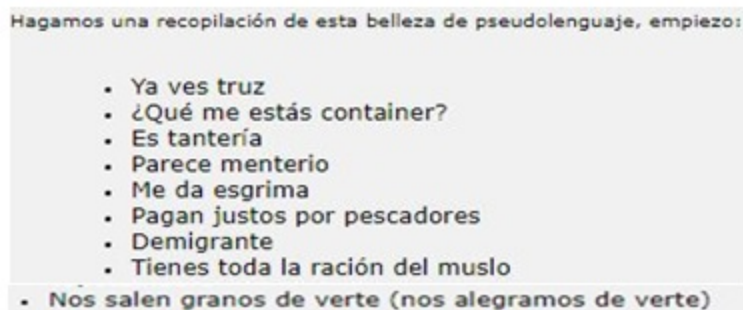 Hagamos una recopilación de esta belleza de pseudolenguaje, empiezo:
• Ya ves truz
• ¿Qué me estás container?
• Es tantería
• Parece menterio
• Me da esgrima
• Pagan justos por pescadores
• Demigrante
• Tienes toda la ración del muslo
• Nos salen granos de verte (nos alegramos de verte)